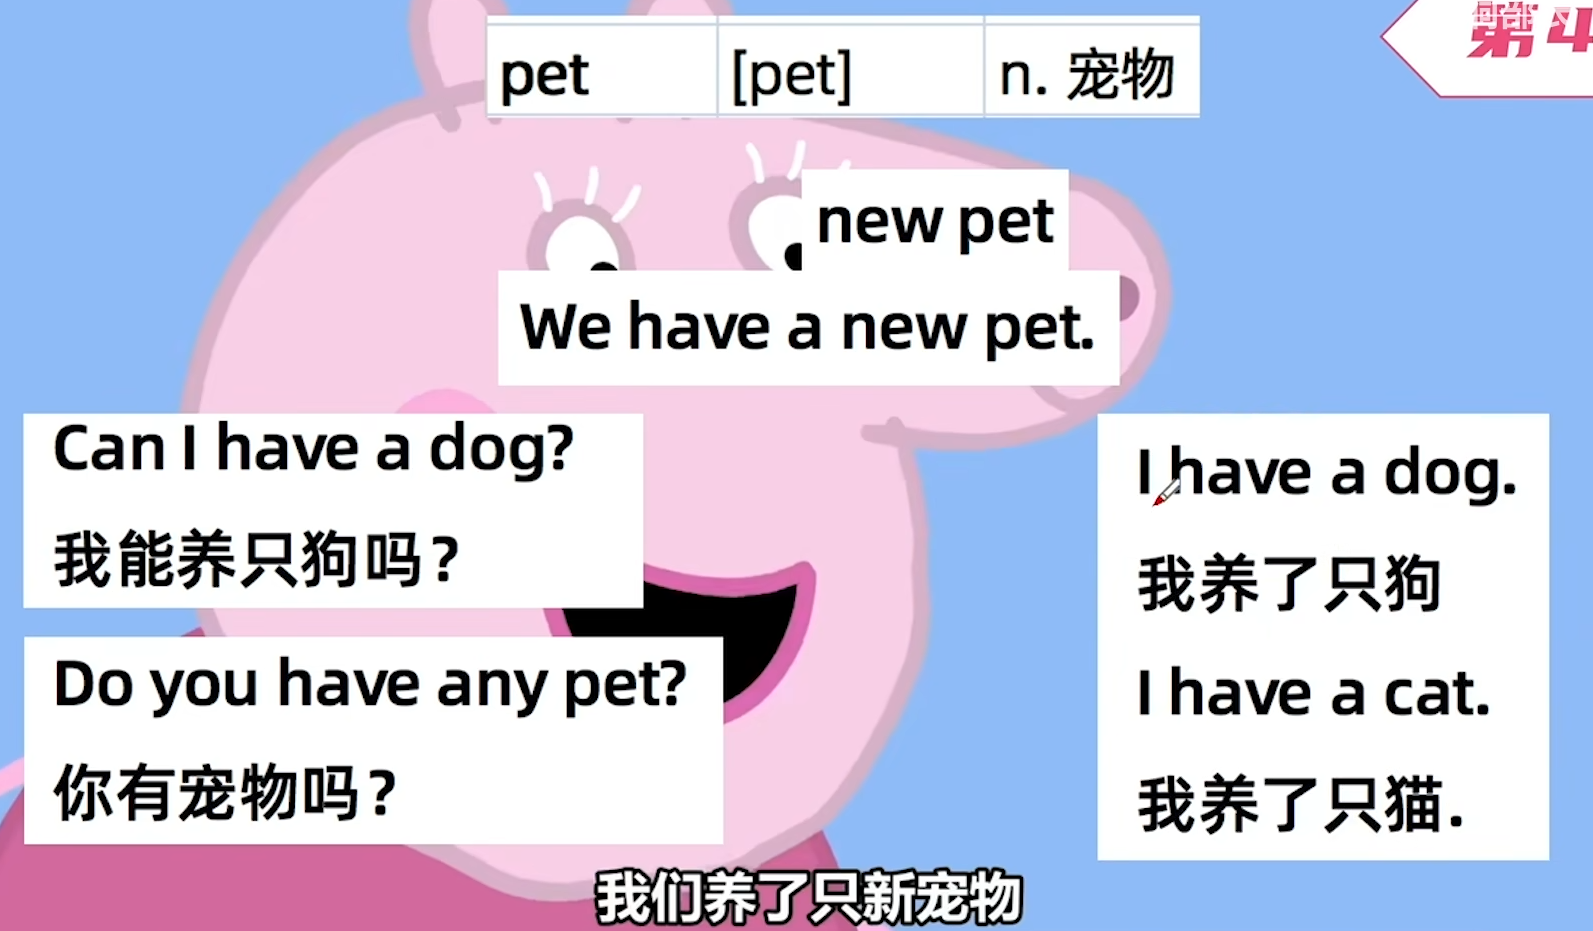 pet [pet] n. 宠物
第4
new pet
We have a new pet.
Can I have a dog?
我能养只狗吗？
Do you have any pet?
你有宠物吗？
I have a dog.
我养了只狗
I have a cat.
我养了只猫.
我们养了只新宠物